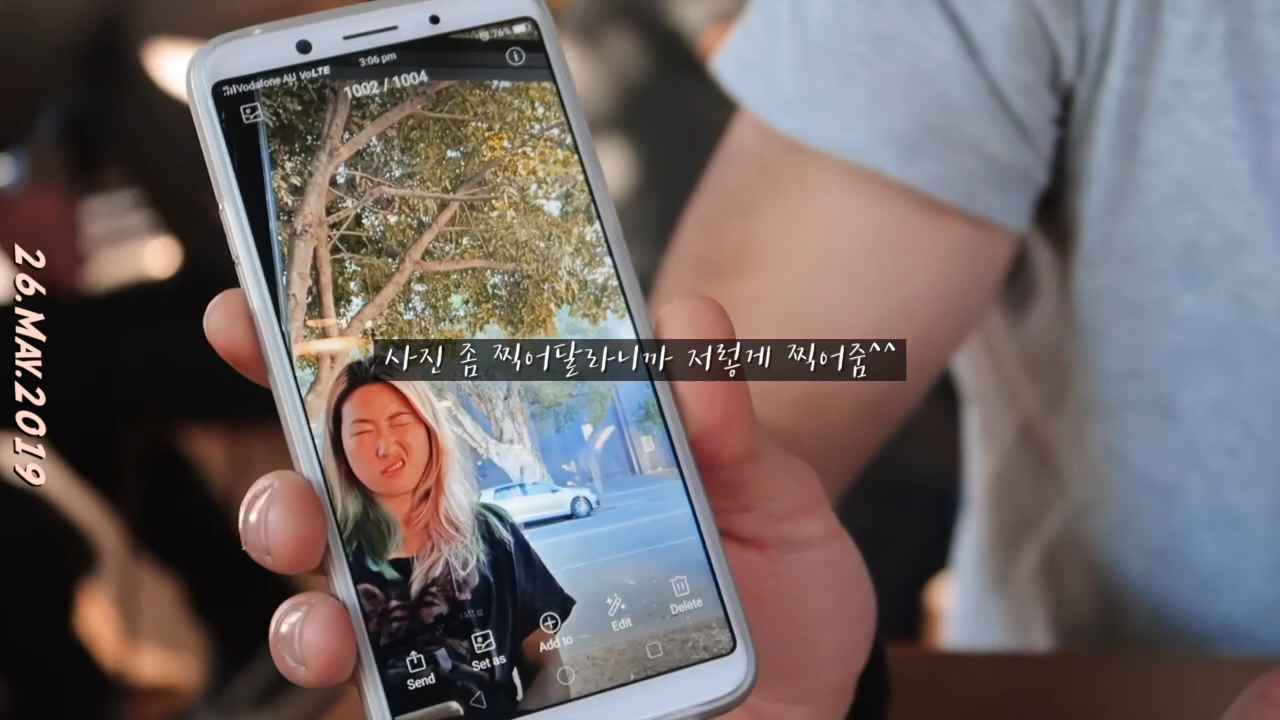 Vodafone AU VoLTE 3:06 pm 76%
1002 / 1004
사진 좀 찍어달라니까 저렇게 찍어줌^^
26.MAY.2019
Send Set as Add to Edit Delete